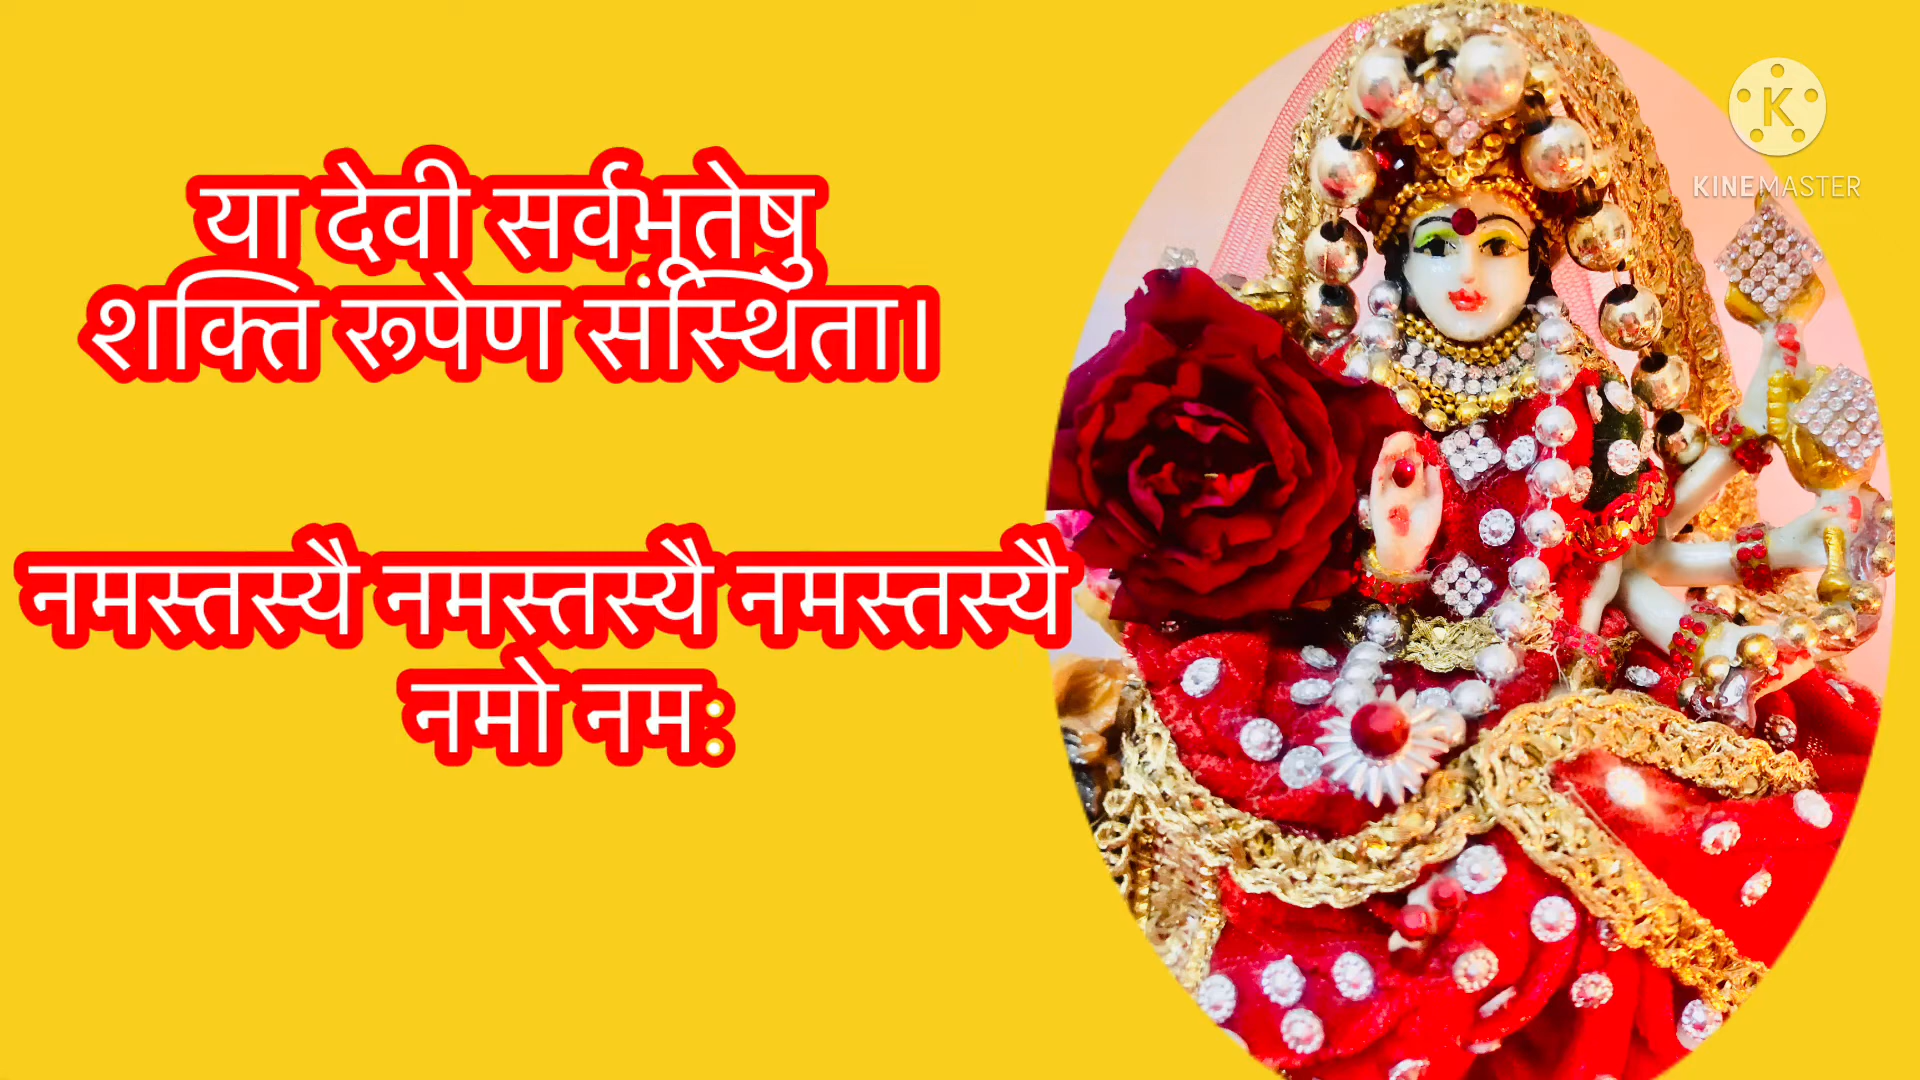 या देवी सर्वभूतेषु
शक्ति रूपेण संस्थिता।
नमस्तस्यै नमस्तस्यै नमस्तस्यै
नमो नमः
K
KINEMASTER